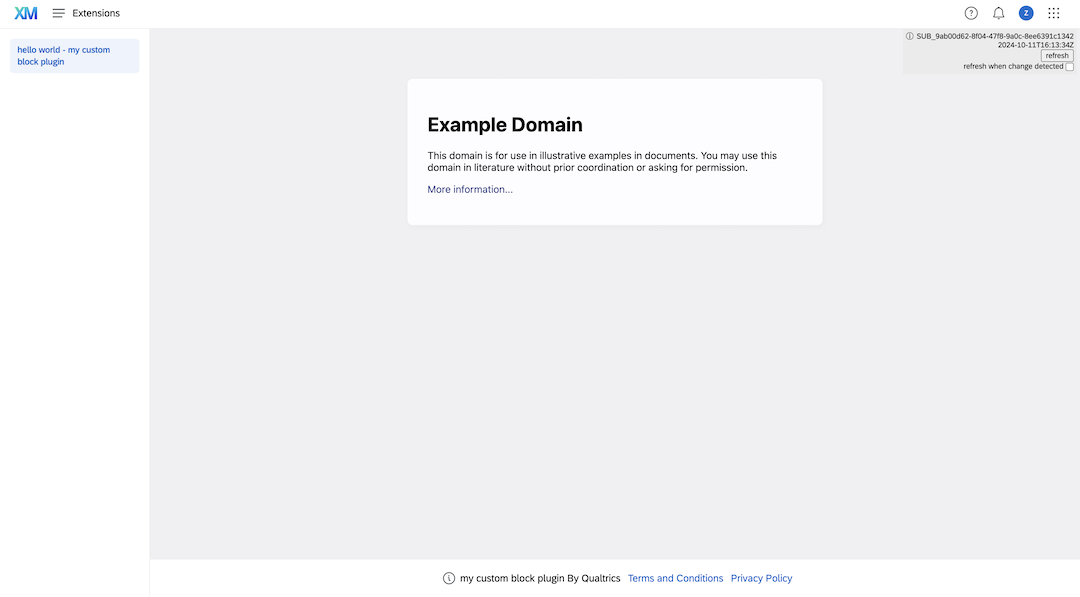 XM Extensions ? Z
hello world - my custom
block plugin
SUB_9ab00d62-8f04-47f8-9a0c-8ee6391c1342
2024-10-11T16:13:34Z
refresh
refresh when change detected
Example Domain
This domain is for use in illustrative examples in documents. You may use this
domain in literature without prior coordination or asking for permission.
More information...
my custom block plugin By Qualtrics Terms and Conditions Privacy Policy